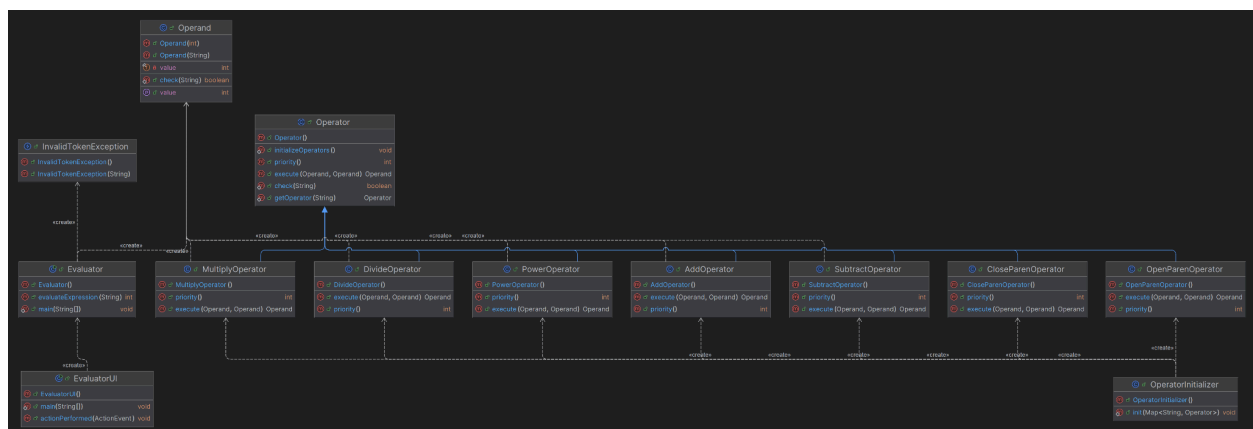 Operand
Operand(int)
Operand(String)
value int
check(String) boolean
value int
Operator
Operator()
initializeOperators() void
priority() int
execute(Operand, Operand) Operand
check(String) boolean
getOperator(String) Operator
InvalidTokenException
InvalidTokenException()
InvalidTokenException(String)
«create»
«create»
«create»
«create»
«create»
«create»
«create»
Evaluator
Evaluator()
evaluateExpression(String) int
main(String[]) void
MultiplyOperator
MultiplyOperator()
priority() int
execute(Operand, Operand) Operand
DivideOperator
DivideOperator()
execute(Operand, Operand) Operand
priority() int
PowerOperator
PowerOperator()
priority() int
execute(Operand, Operand) Operand
AddOperator
AddOperator()
execute(Operand, Operand) Operand
priority() int
SubtractOperator
SubtractOperator()
priority() int
execute(Operand, Operand) Operand
CloseParenOperator
CloseParenOperator()
priority() int
execute(Operand, Operand) Operand
OpenParenOperator
OpenParenOperator()
execute(Operand, Operand) Operand
priority() int
«create»
«create»
«create»
«create»
«create»
«create»
«create»
«create»
EvaluatorUI
EvaluatorUI()
main(String[]) void
actionPerformed(ActionEvent) void
OperatorInitializer
OperatorInitializer()
init(Map<String, Operator>) void